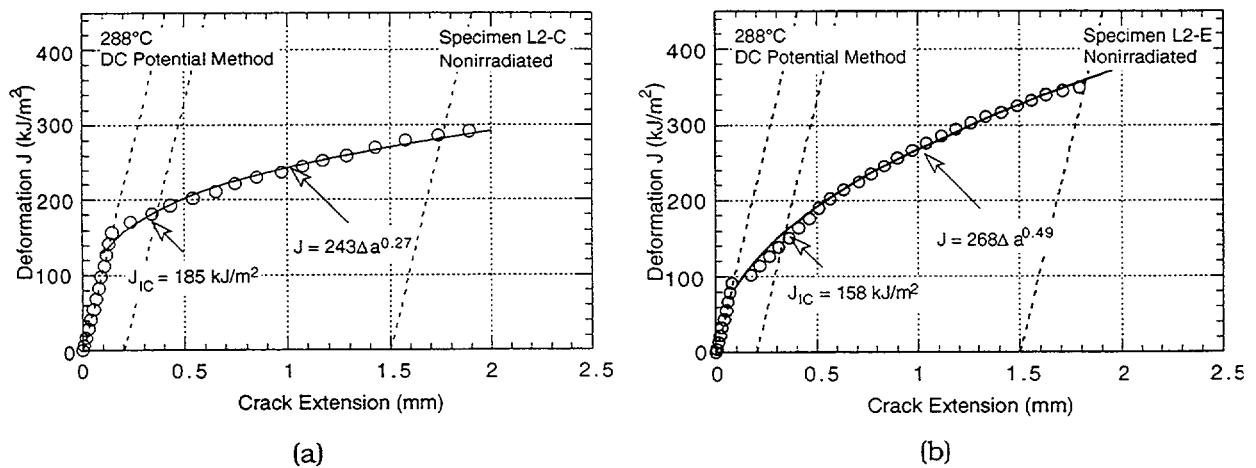 288°C
DC Potential Method
Specimen L2-C
Nonirradiated
Deformation J (kJ/m²)
400
300
200
100
0
J = 243Δa^0.27
J_IC = 185 kJ/m²
0 0.5 1 1.5 2 2.5
Crack Extension (mm)
(a)
288°C
DC Potential Method
Specimen L2-E
Nonirradiated
Deformation J (kJ/m²)
400
300
200
100
0
J = 268Δ a^0.49
J_IC = 158 kJ/m²
0 0.5 1 1.5 2 2.5
Crack Extension (mm)
(b)